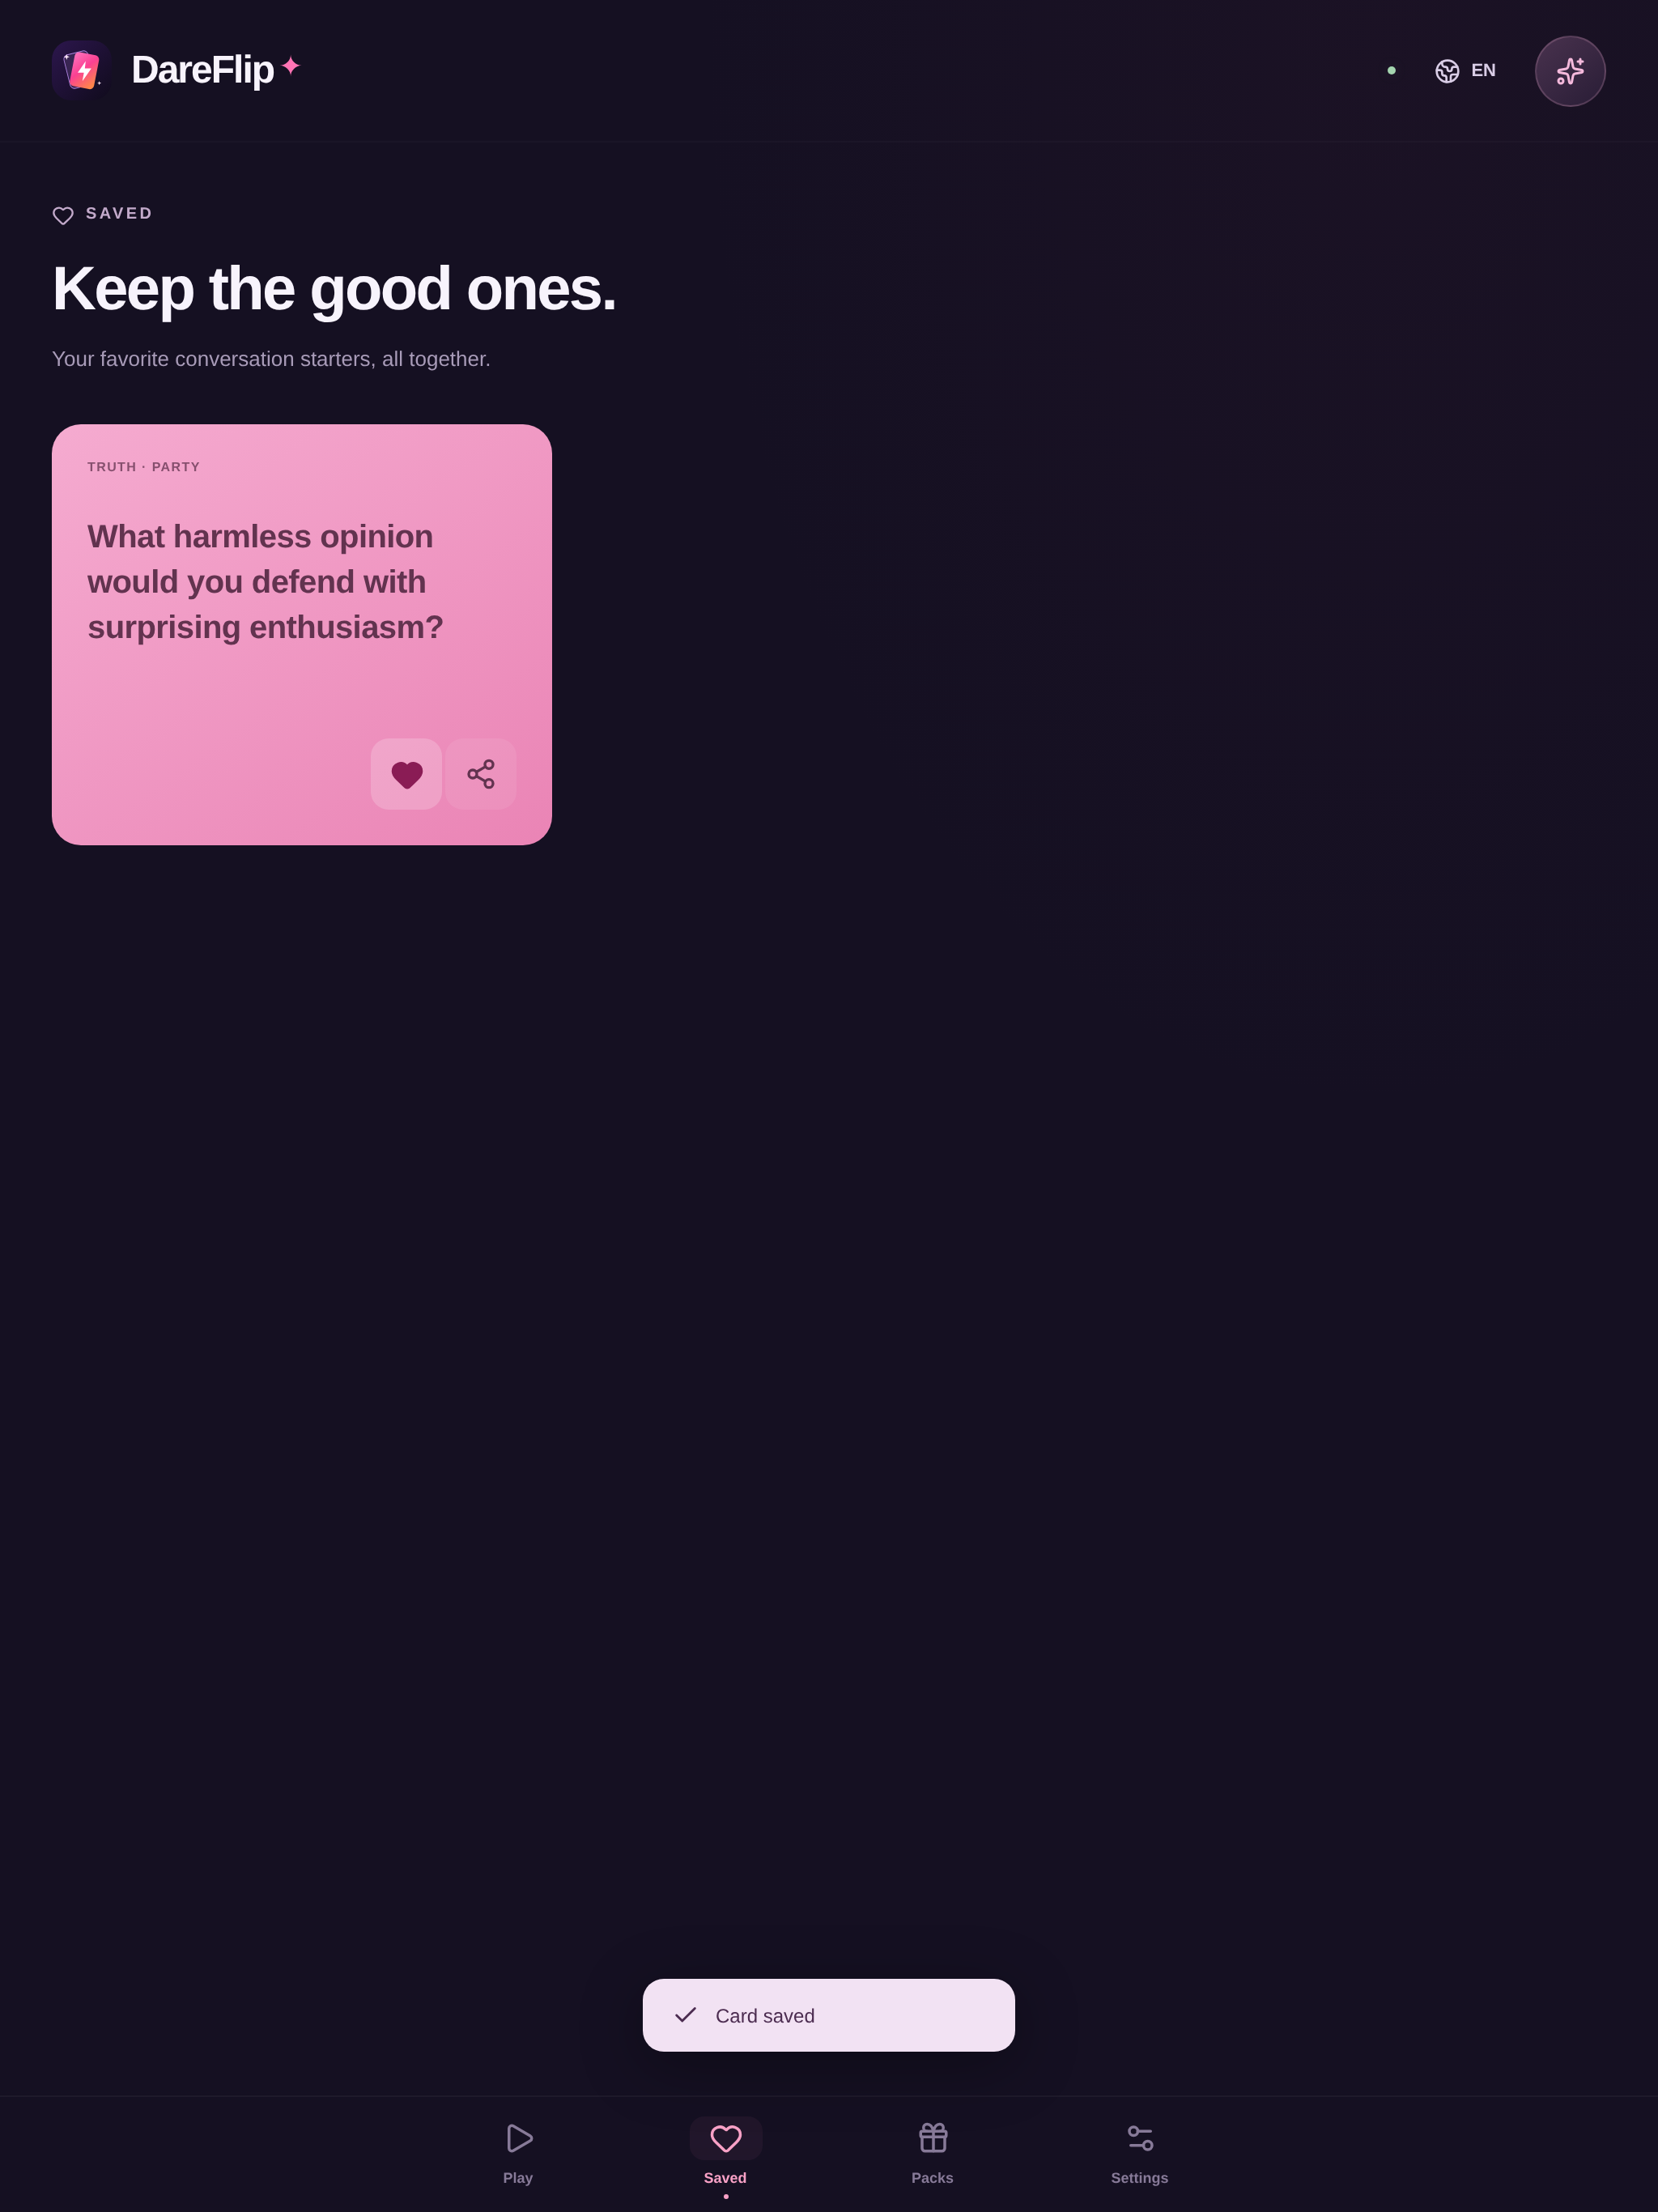 DareFlip
EN
SAVED
Keep the good ones.
Your favorite conversation starters, all together.
TRUTH · PARTY
What harmless opinion
would you defend with
surprising enthusiasm?
Card saved
Play
Saved
Packs
Settings